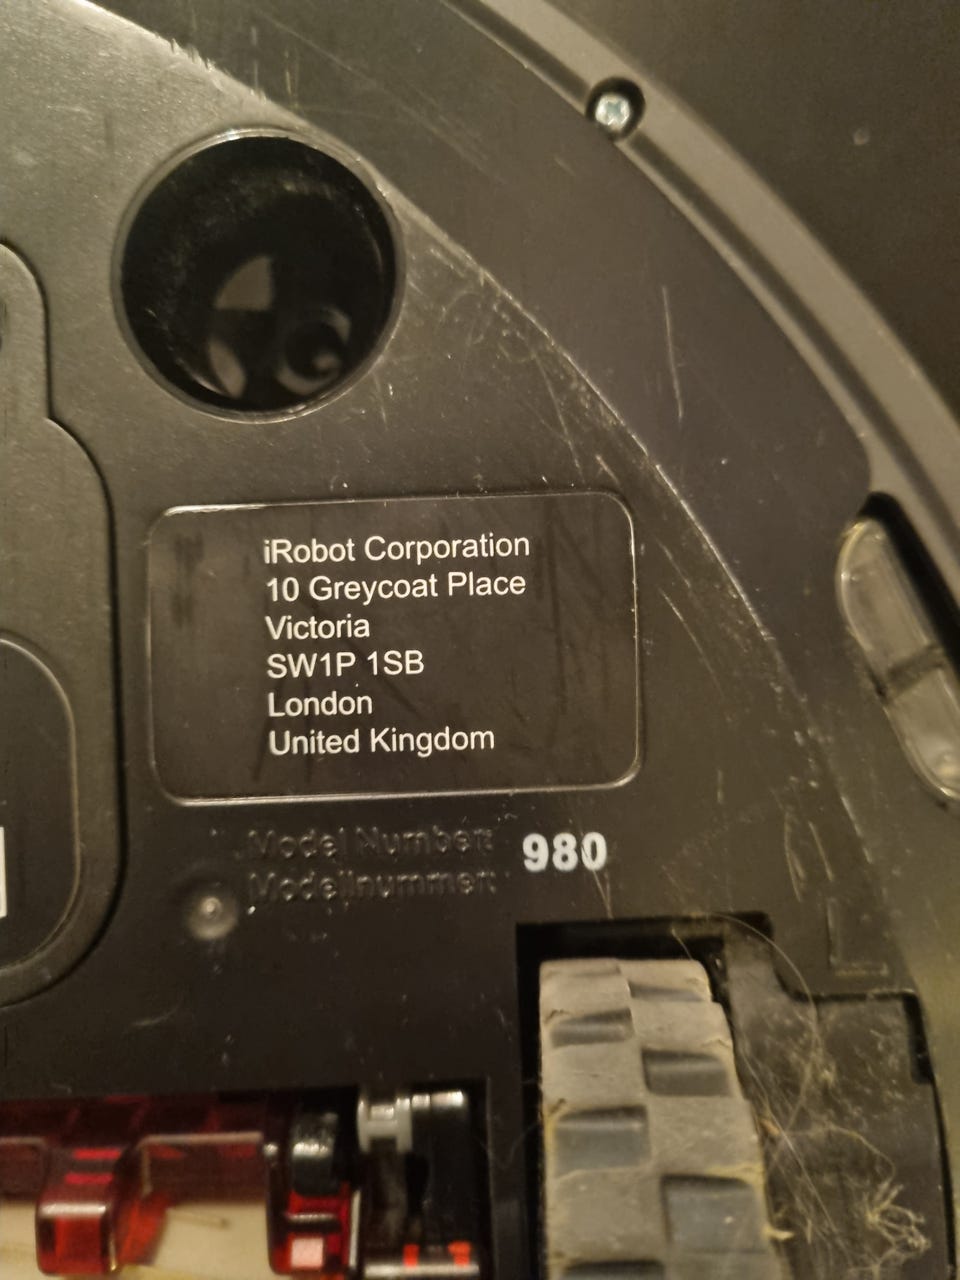 iRobot Corporation
10 Greycoat Place
Victoria
SW1P 1SB
London
United Kingdom
Model Number: 980
Modellnummer: